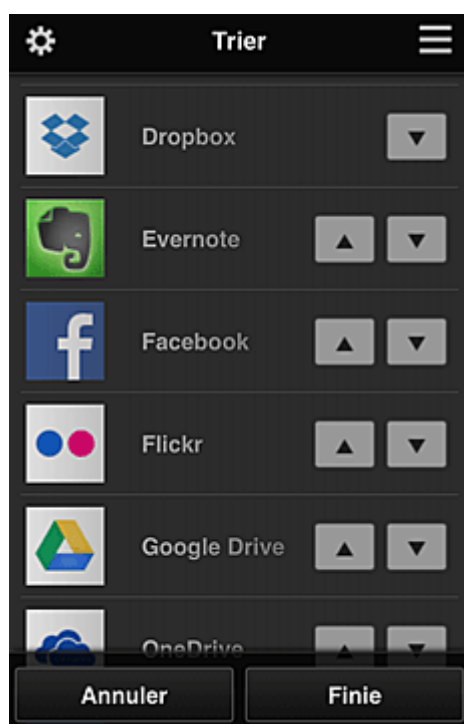 Trier
Dropbox
Evernote
Facebook
Flickr
Google Drive
OneDrive
Annuler Finie